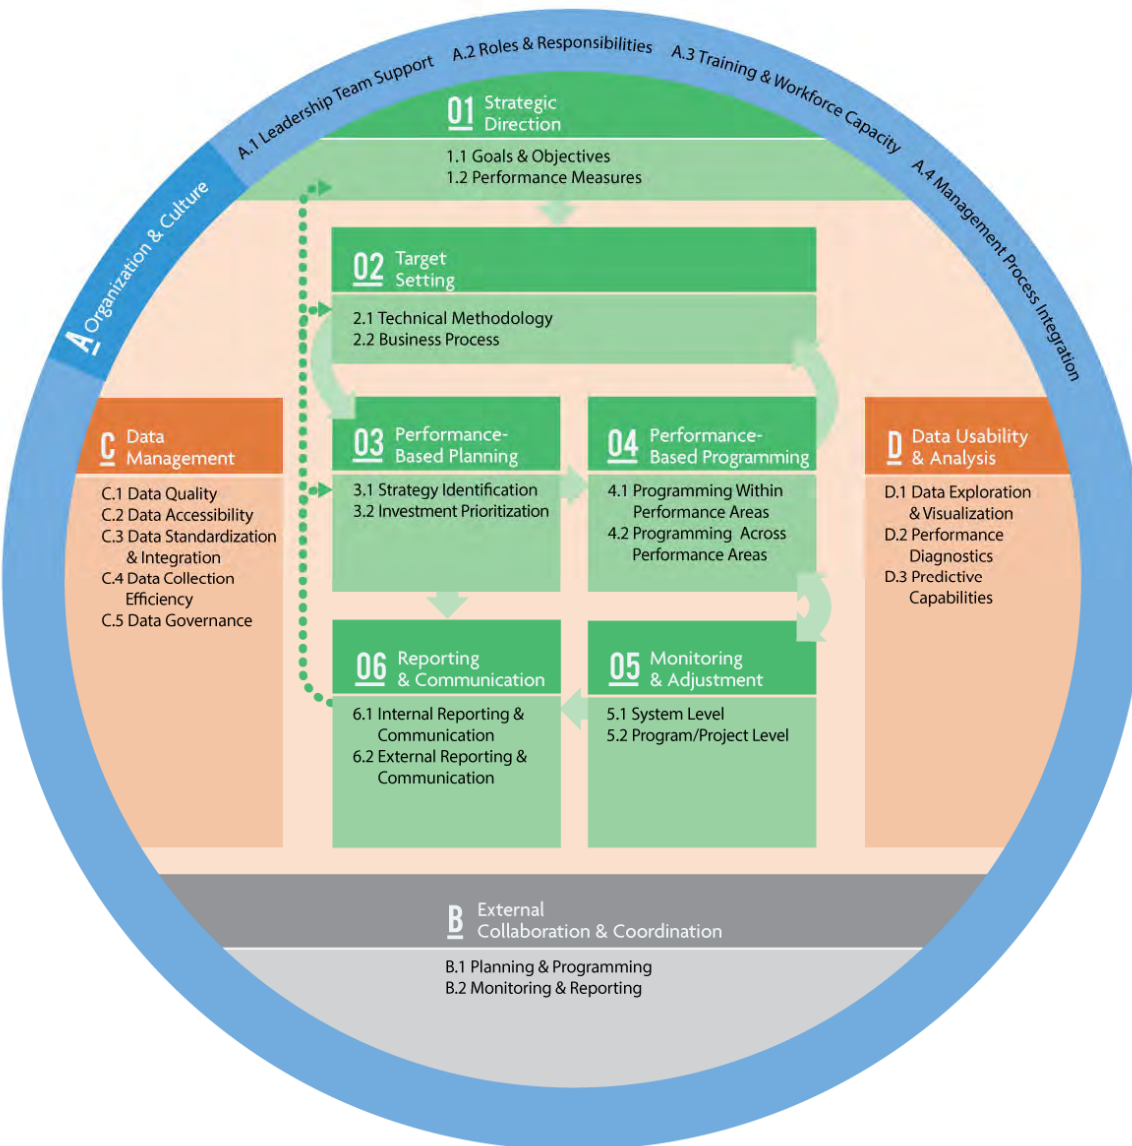 A Organization & Culture
A.1 Leadership Team Support
A.2 Roles & Responsibilities
A.3 Training & Workforce Capacity
A.4 Management Process Integration
01 Strategic
Direction
1.1 Goals & Objectives
1.2 Performance Measures
02 Target
Setting
2.1 Technical Methodology
2.2 Business Process
C Data
Management
C.1 Data Quality
C.2 Data Accessibility
C.3 Data Standardization
& Integration
C.4 Data Collection
Efficiency
C.5 Data Governance
03 Performance-
Based Planning
3.1 Strategy Identification
3.2 Investment Prioritization
04 Performance-
Based Programming
4.1 Programming Within
Performance Areas
4.2 Programming Across
Performance Areas
D Data Usability
& Analysis
D.1 Data Exploration
& Visualization
D.2 Performance
Diagnostics
D.3 Predictive
Capabilities
06 Reporting
& Communication
6.1 Internal Reporting &
Communication
6.2 External Reporting &
Communication
05 Monitoring
& Adjustment
5.1 System Level
5.2 Program/Project Level
B External
Collaboration & Coordination
B.1 Planning & Programming
B.2 Monitoring & Reporting